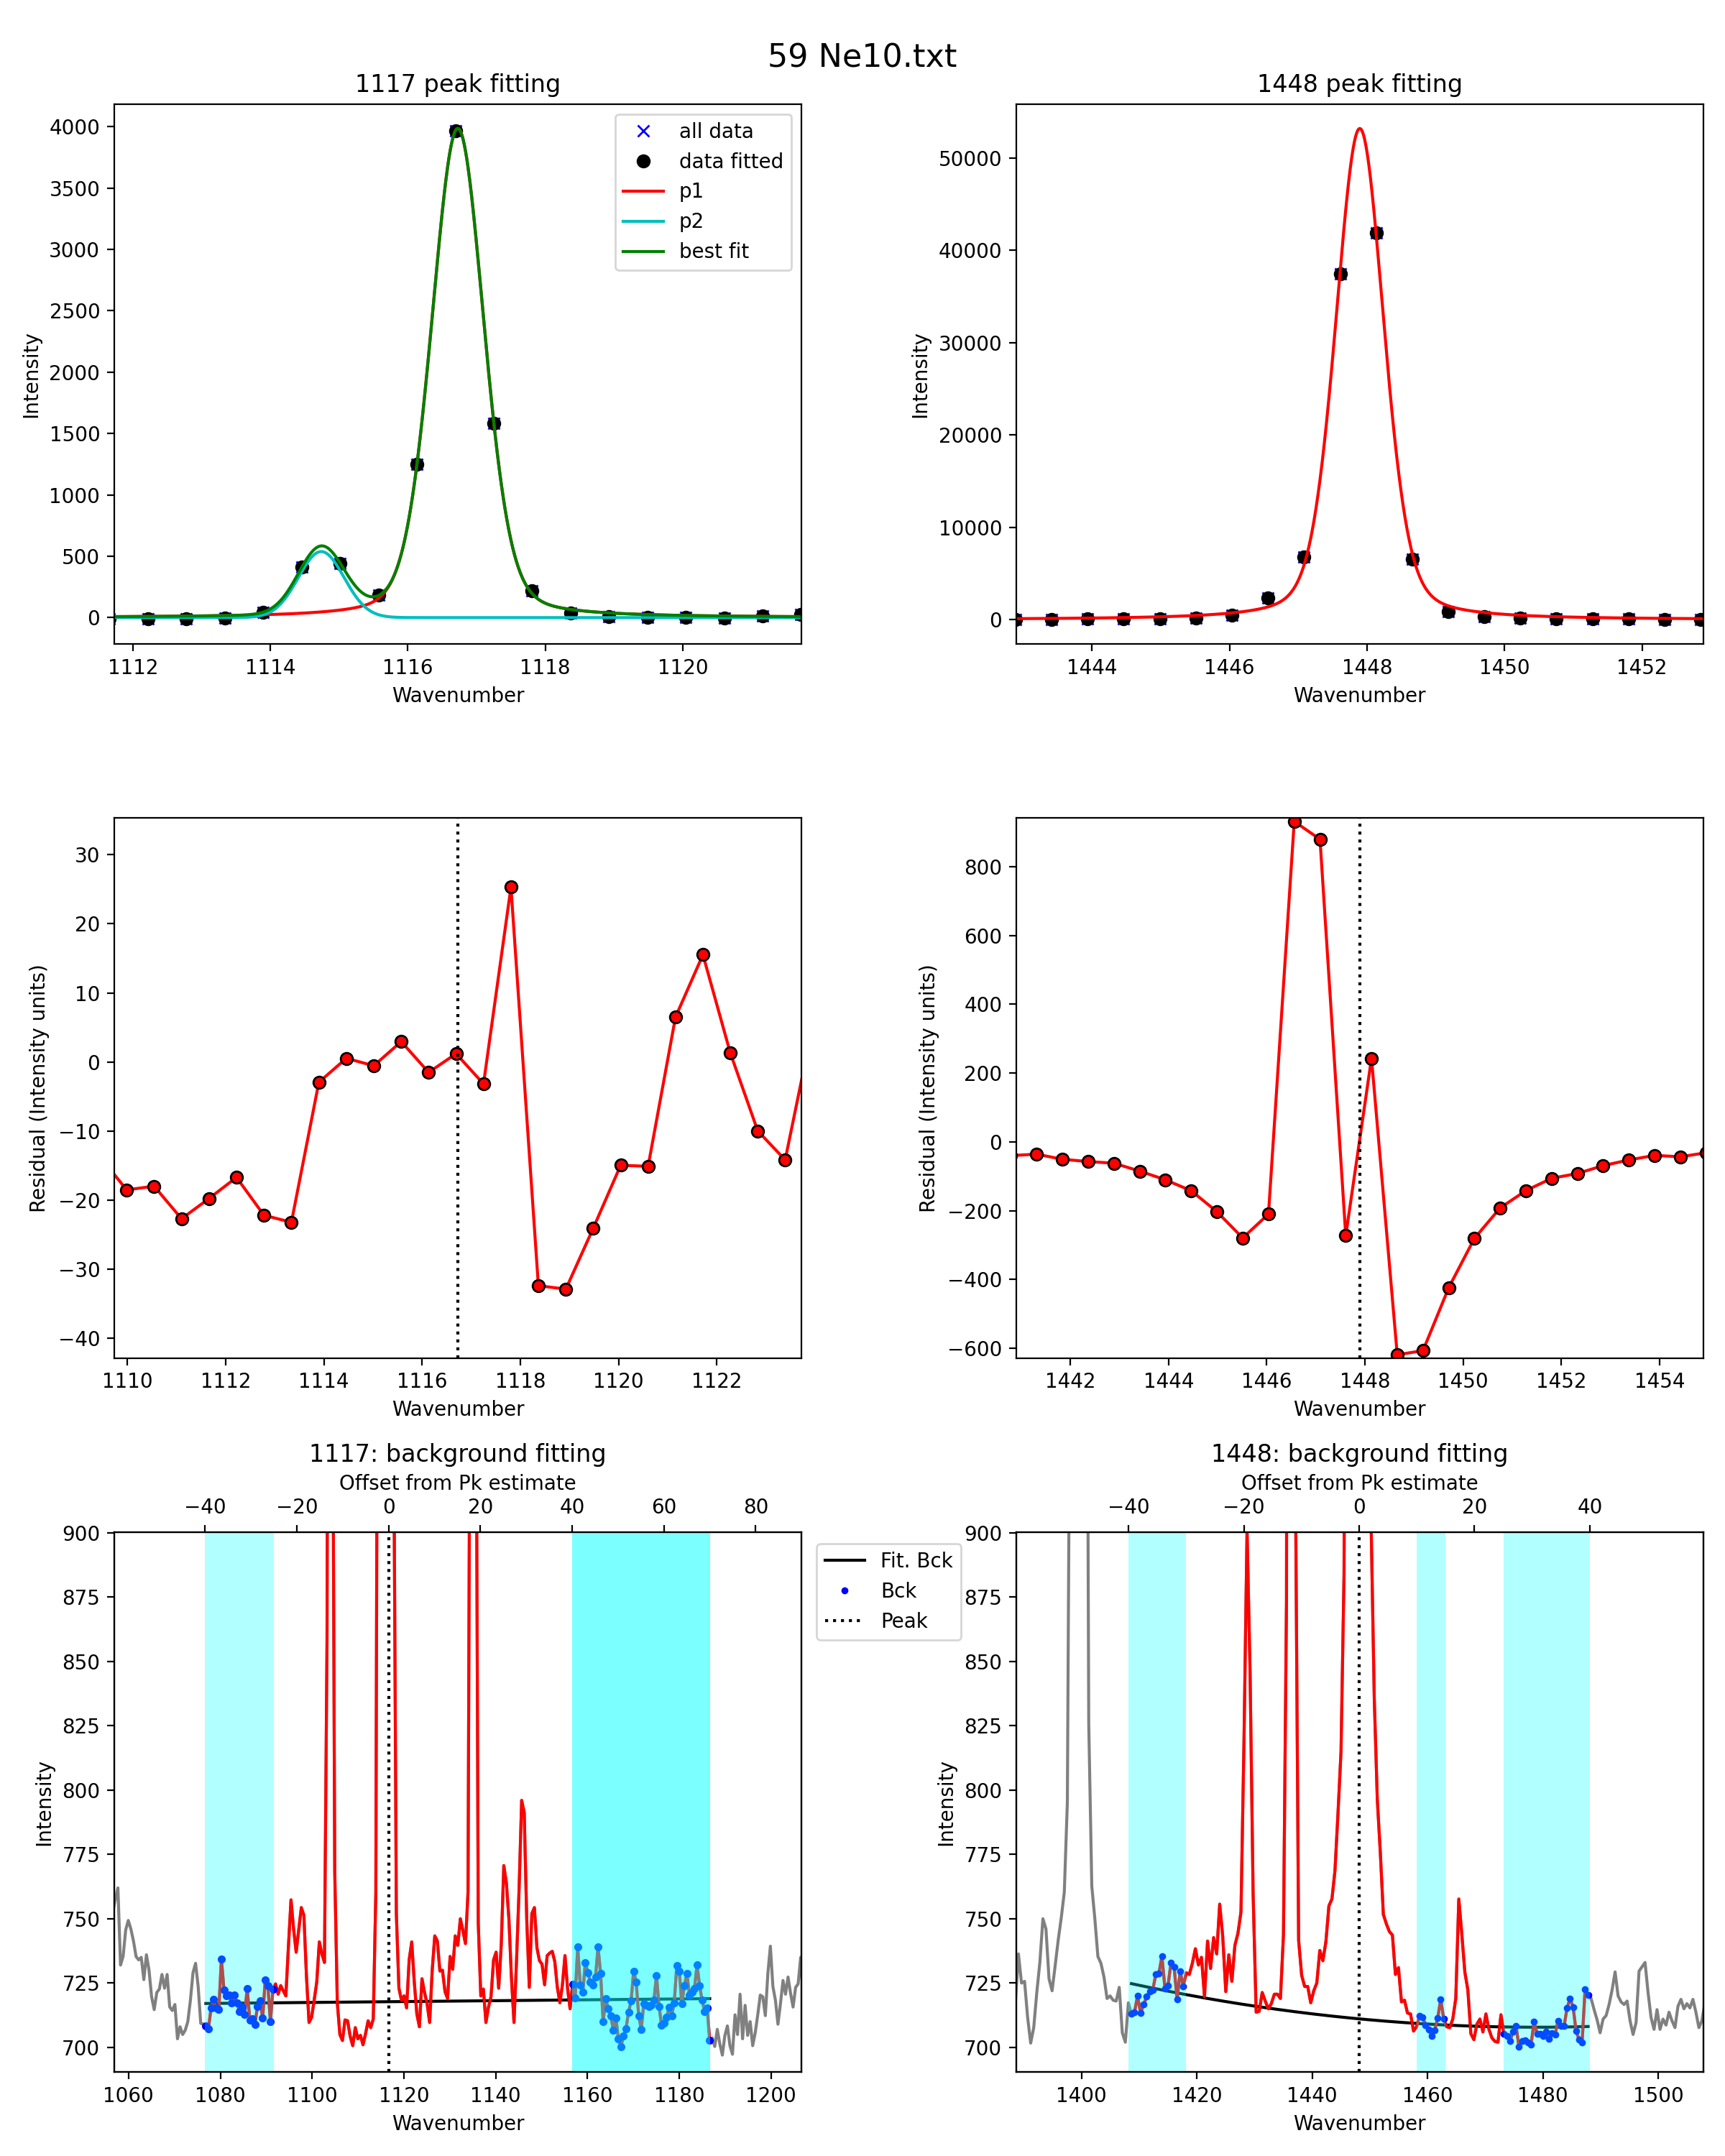 59 Ne10.txt
1117 peak fitting
4000
3500
3000
2500
2000
1500
1000
500
0
Intensity
all data
data fitted
p1
p2
best fit
1112 1114 1116 1118 1120
Wavenumber
1448 peak fitting
50000
40000
30000
20000
10000
0
Intensity
1444 1446 1448 1450 1452
Wavenumber
30
20
10
0
−10
−20
−30
−40
Residual (Intensity units)
1110 1112 1114 1116 1118 1120 1122
Wavenumber
800
600
400
200
0
−200
−400
−600
Residual (Intensity units)
1442 1444 1446 1448 1450 1452 1454
Wavenumber
1117: background fitting
Offset from Pk estimate
−40 −20 0 20 40 60 80
900
875
850
825
800
775
750
725
700
Intensity
1060 1080 1100 1120 1140 1160 1180 1200
Wavenumber
Fit. Bck
Bck
Peak
1448: background fitting
Offset from Pk estimate
−40 −20 0 20 40
900
875
850
825
800
775
750
725
700
Intensity
1400 1420 1440 1460 1480 1500
Wavenumber